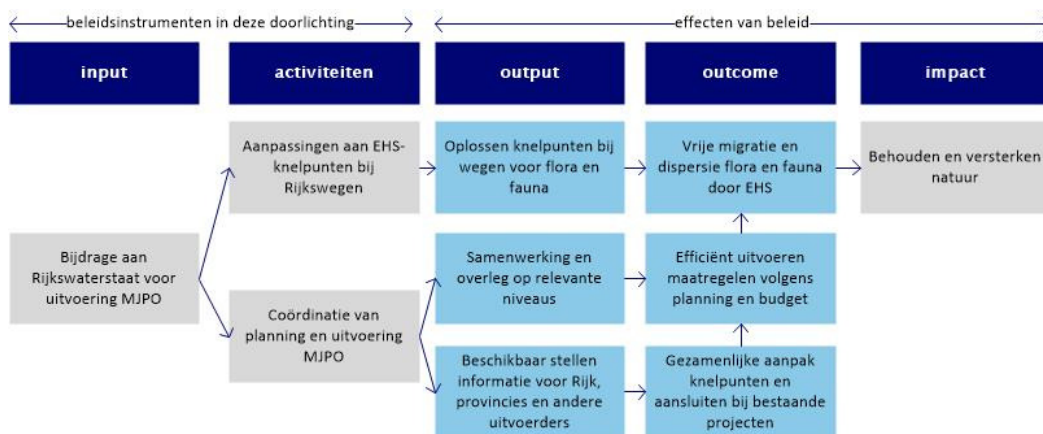 beleidsinstrumenten in deze doorlichting
effecten van beleid
input
activiteiten
output
outcome
impact
Aanpassingen aan EHS-
knelpunten bij
Rijkswegen
Oplossen knelpunten bij
wegen voor flora en
fauna
Vrije migratie en
dispersie flora en fauna
door EHS
Behouden en versterken
natuur
Bijdrage aan
Rijkswaterstaat voor
uitvoering MJPO
Samenwerking en
overleg op relevante
niveaus
Efficiënt uitvoeren
maatregelen volgens
planning en budget
Coördinatie van
planning en uitvoering
MJPO
Beschikbaar stellen
informatie voor Rijk,
provincies en andere
uitvoerders
Gezamenlijke aanpak
knelpunten en
aansluiten bij bestaande
projecten